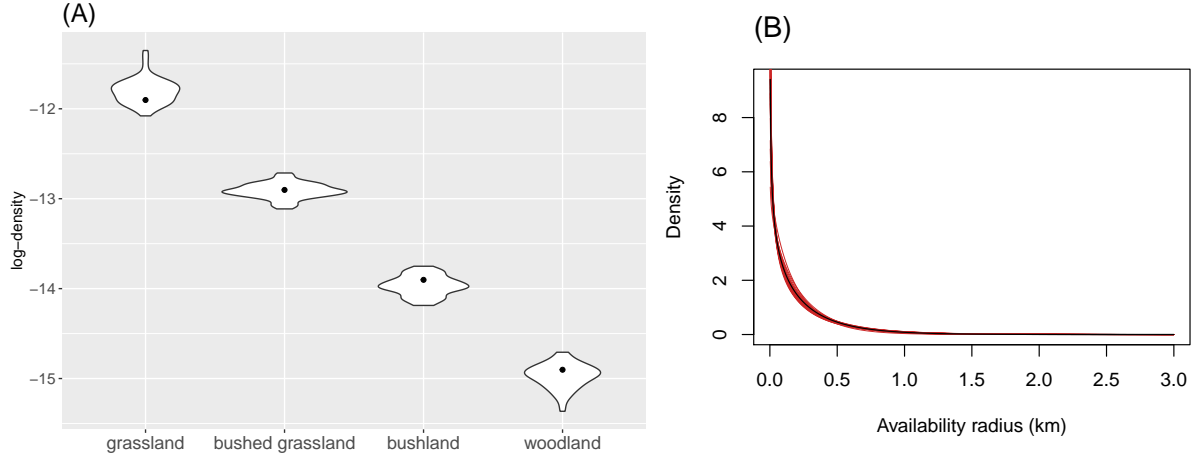 (A)
log−density
−12
−13
−14
−15
grassland bushed grassland bushland woodland
(B)
Density
8
6
4
2
0
0.0 0.5 1.0 1.5 2.0 2.5 3.0
Availability radius (km)